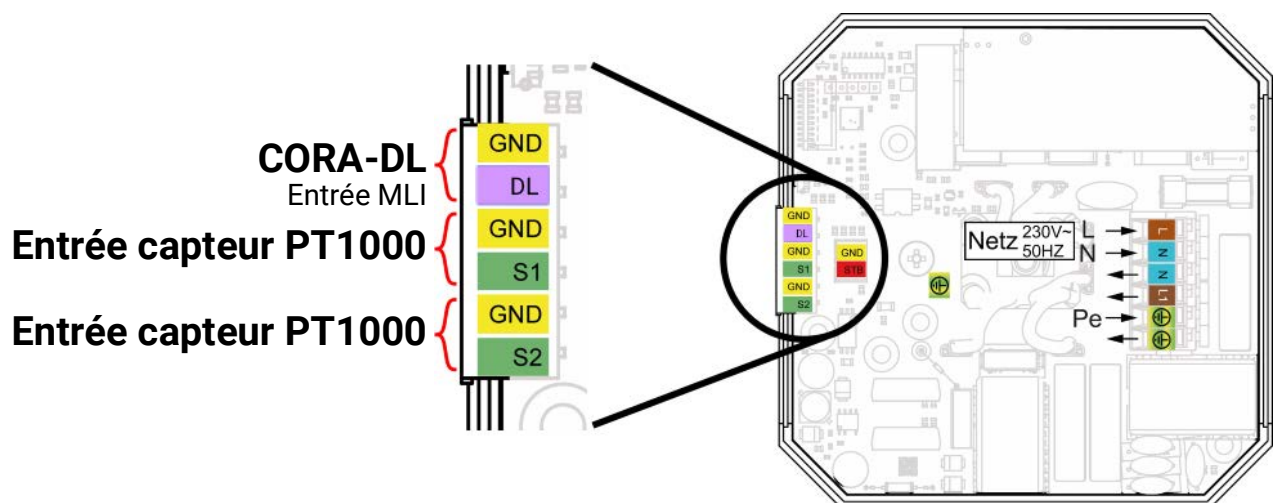 CORA-DL
Entrée MLI
Entrée capteur PT1000
Entrée capteur PT1000
GND
DL
GND
S1
GND
S2
GND
DL
GND
S1
GND
S2
GND
STB
Netz 230V~
50HZ
L
N
Pe
L
N
N
L1